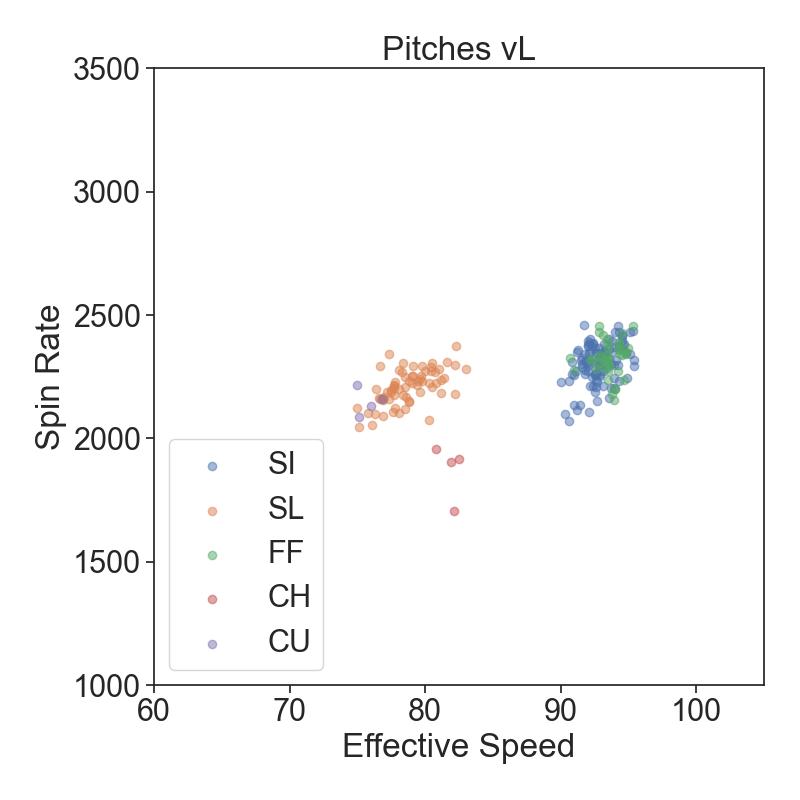 Pitches vL
3500
3000
2500
2000
1500
1000
Spin Rate
SI
SL
FF
CH
CU
60 70 80 90 100
Effective Speed